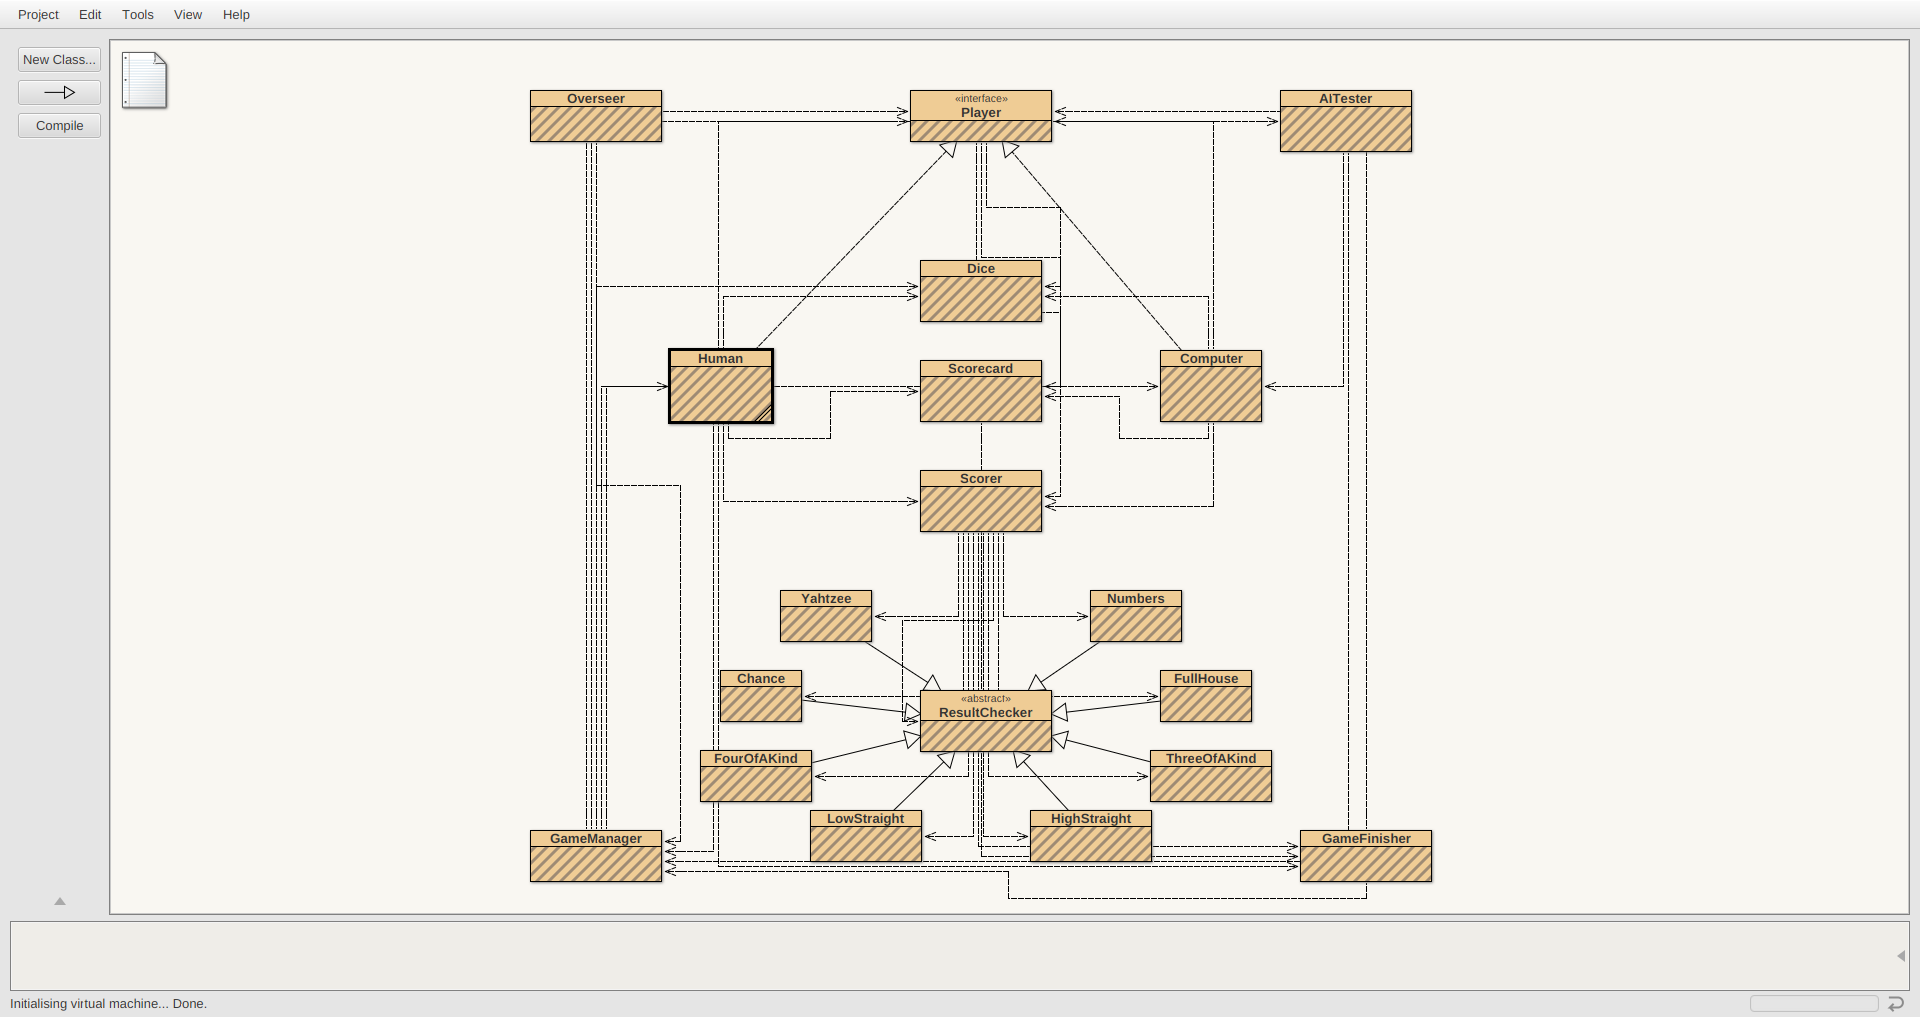 Project Edit Tools View Help
New Class...
Compile
Overseer
«interface»
Player
AITester
Dice
Human
Scorecard
Computer
Scorer
Yahtzee
Numbers
Chance
«abstract»
ResultChecker
FullHouse
FourOfAKind
ThreeOfAKind
LowStraight
HighStraight
GameManager
GameFinisher
Initialising virtual machine... Done.